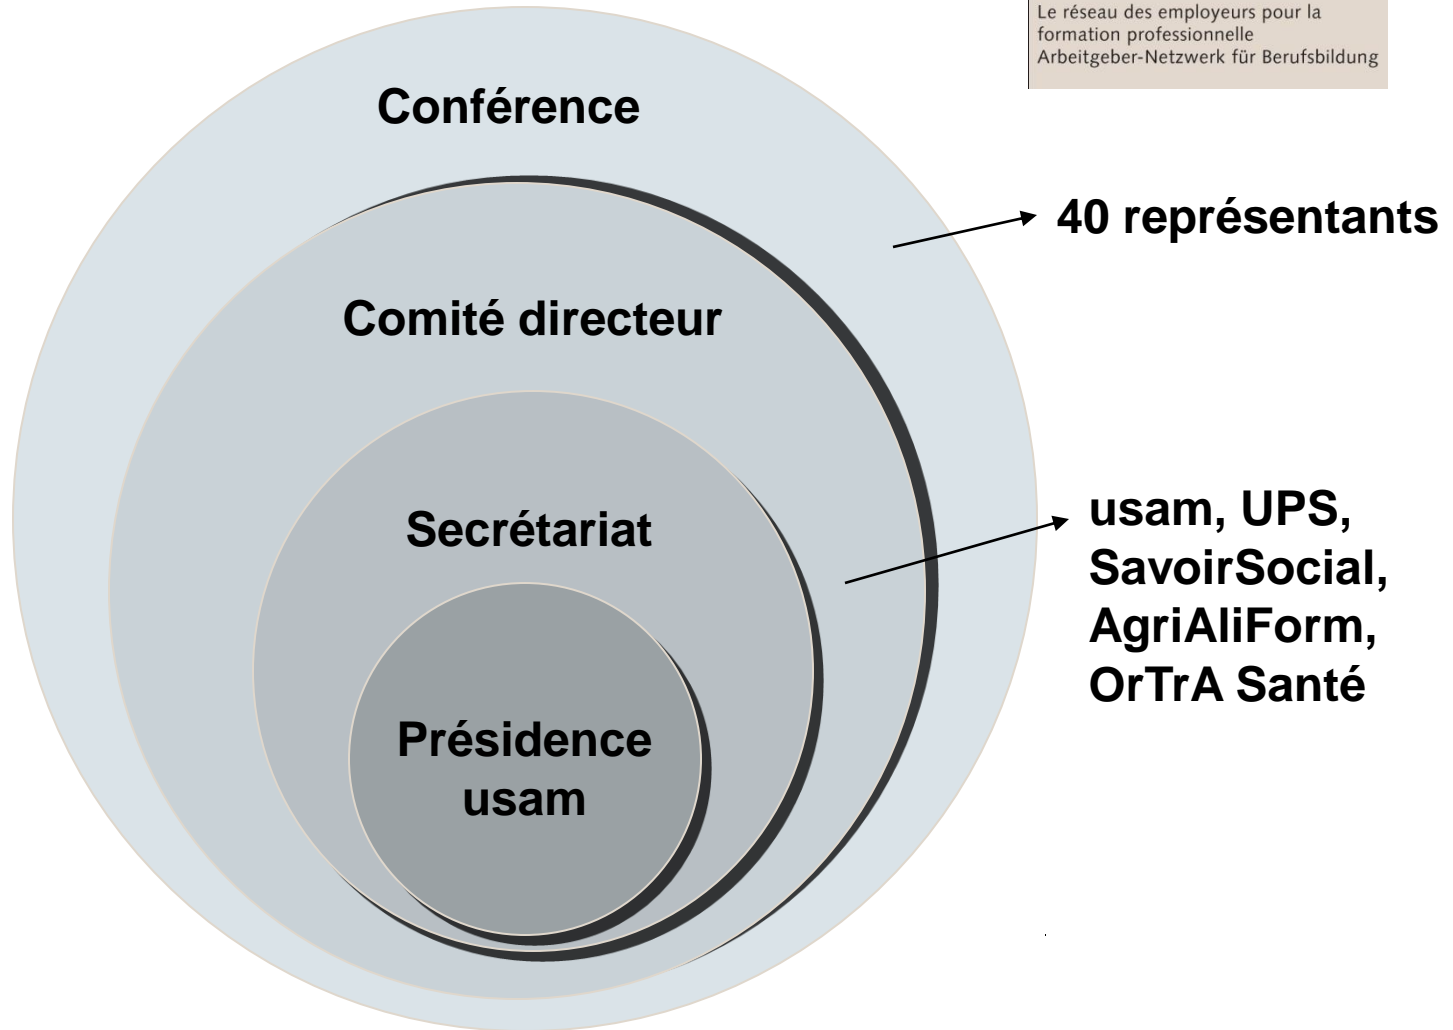 Le réseau des employeurs pour la
formation professionnelle
Arbeitgeber-Netzwerk für Berufsbildung
Conférence
40 représentants
Comité directeur
Secrétariat
usam, UPS,
SavoirSocial,
AgriAliForm,
OrTrA Santé
Présidence
usam